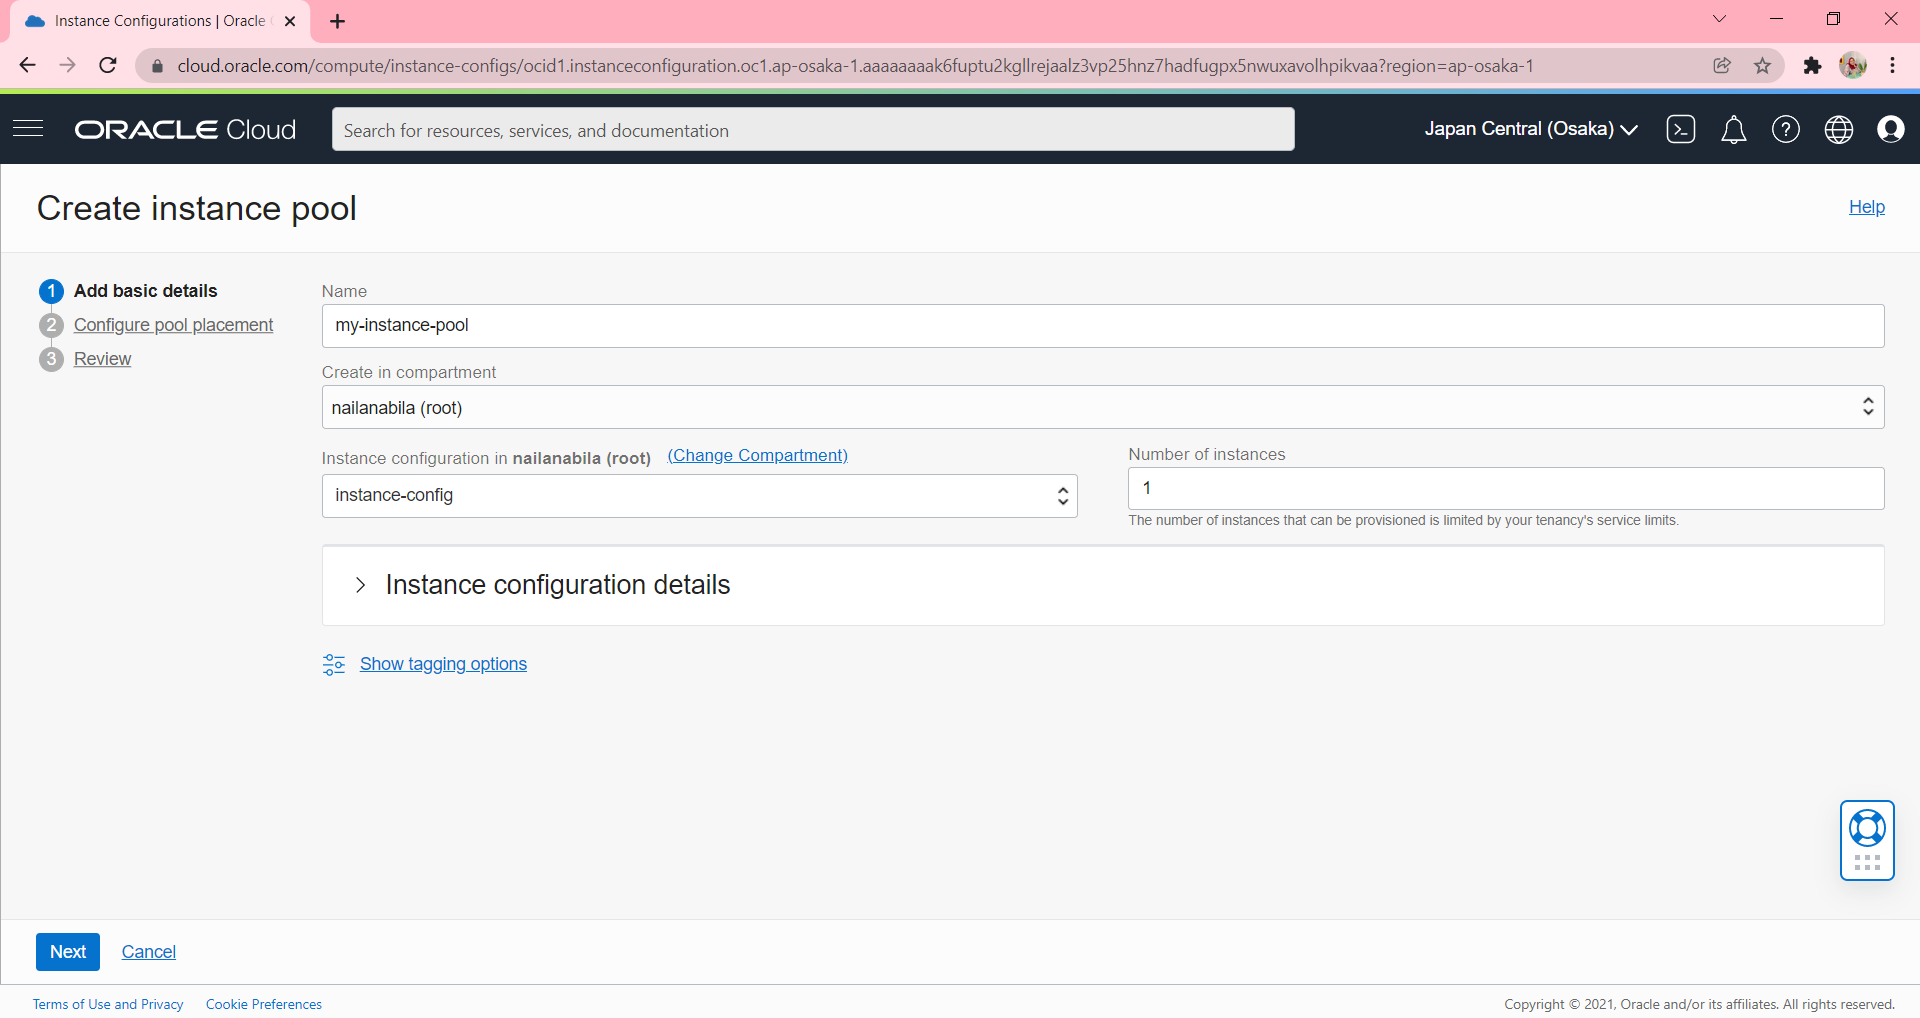 Instance Configurations | Oracle
cloud.oracle.com/compute/instance-configs/ocid1.instanceconfiguration.oc1.ap-osaka-1.aaaaaaaak6fuptu2kgllrejaalz3vp25hnz7hadfugpx5nwuxavolhpikvaa?region=ap-osaka-1
ORACLE Cloud
Search for resources, services, and documentation
Japan Central (Osaka)
Create instance pool
Help
1 Add basic details
2 Configure pool placement
3 Review
Name
my-instance-pool
Create in compartment
nailanabila (root)
Instance configuration in nailanabila (root) (Change Compartment)
instance-config
Number of instances
1
The number of instances that can be provisioned is limited by your tenancy's service limits.
Instance configuration details
Show tagging options
Next Cancel
Terms of Use and Privacy Cookie Preferences
Copyright © 2021, Oracle and/or its affiliates. All rights reserved.